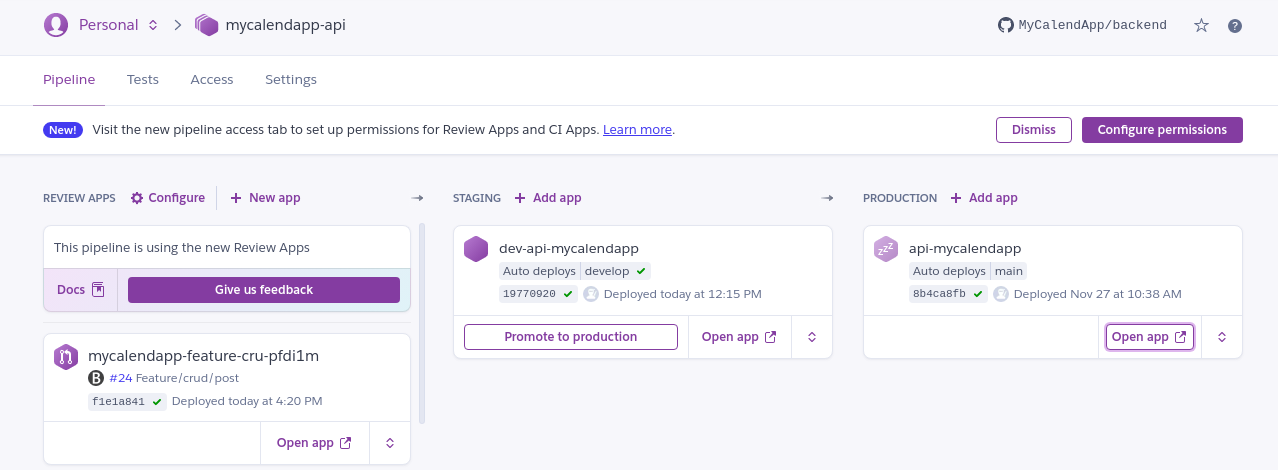 Personal mycalendapp-api MyCalendApp/backend ?
Pipeline Tests Access Settings
New! Visit the new pipeline access tab to set up permissions for Review Apps and CI Apps. Learn more. Dismiss Configure permissions
REVIEW APPS Configure New app
This pipeline is using the new Review Apps
Docs Give us feedback
mycalendapp-feature-cru-pfdi1m
B #24 Feature/crud/post
f1e1a841 Deployed today at 4:20 PM
Open app
STAGING Add app
dev-api-mycalendapp
Auto deploys develop
19770920 Deployed today at 12:15 PM
Promote to production Open app
PRODUCTION Add app
zzZ api-mycalendapp
Auto deploys main
8b4ca8fb Deployed Nov 27 at 10:38 AM
Open app